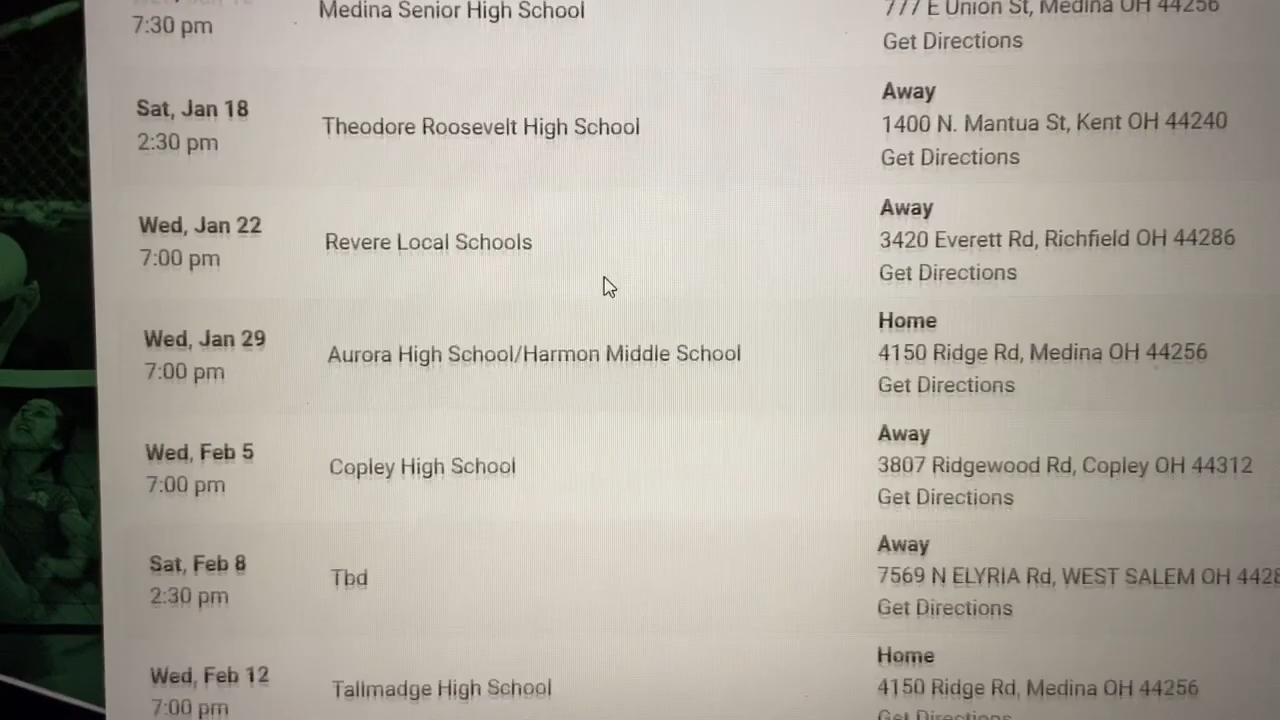 Medina Senior High School
777 E Union St, Medina OH 44256
7:30 pm
Get Directions
Sat, Jan 18
2:30 pm
Theodore Roosevelt High School
Away
1400 N. Mantua St, Kent OH 44240
Get Directions
Wed, Jan 22
7:00 pm
Revere Local Schools
Away
3420 Everett Rd, Richfield OH 44286
Get Directions
Wed, Jan 29
7:00 pm
Aurora High School/Harmon Middle School
Home
4150 Ridge Rd, Medina OH 44256
Get Directions
Wed, Feb 5
7:00 pm
Copley High School
Away
3807 Ridgewood Rd, Copley OH 44312
Get Directions
Sat, Feb 8
2:30 pm
Tbd
Away
7569 N ELYRIA Rd, WEST SALEM OH 428
Get Directions
Wed, Feb 12
7:00 pm
Tallmadge High School
Home
4150 Ridge Rd, Medina OH 44256
Get Directions